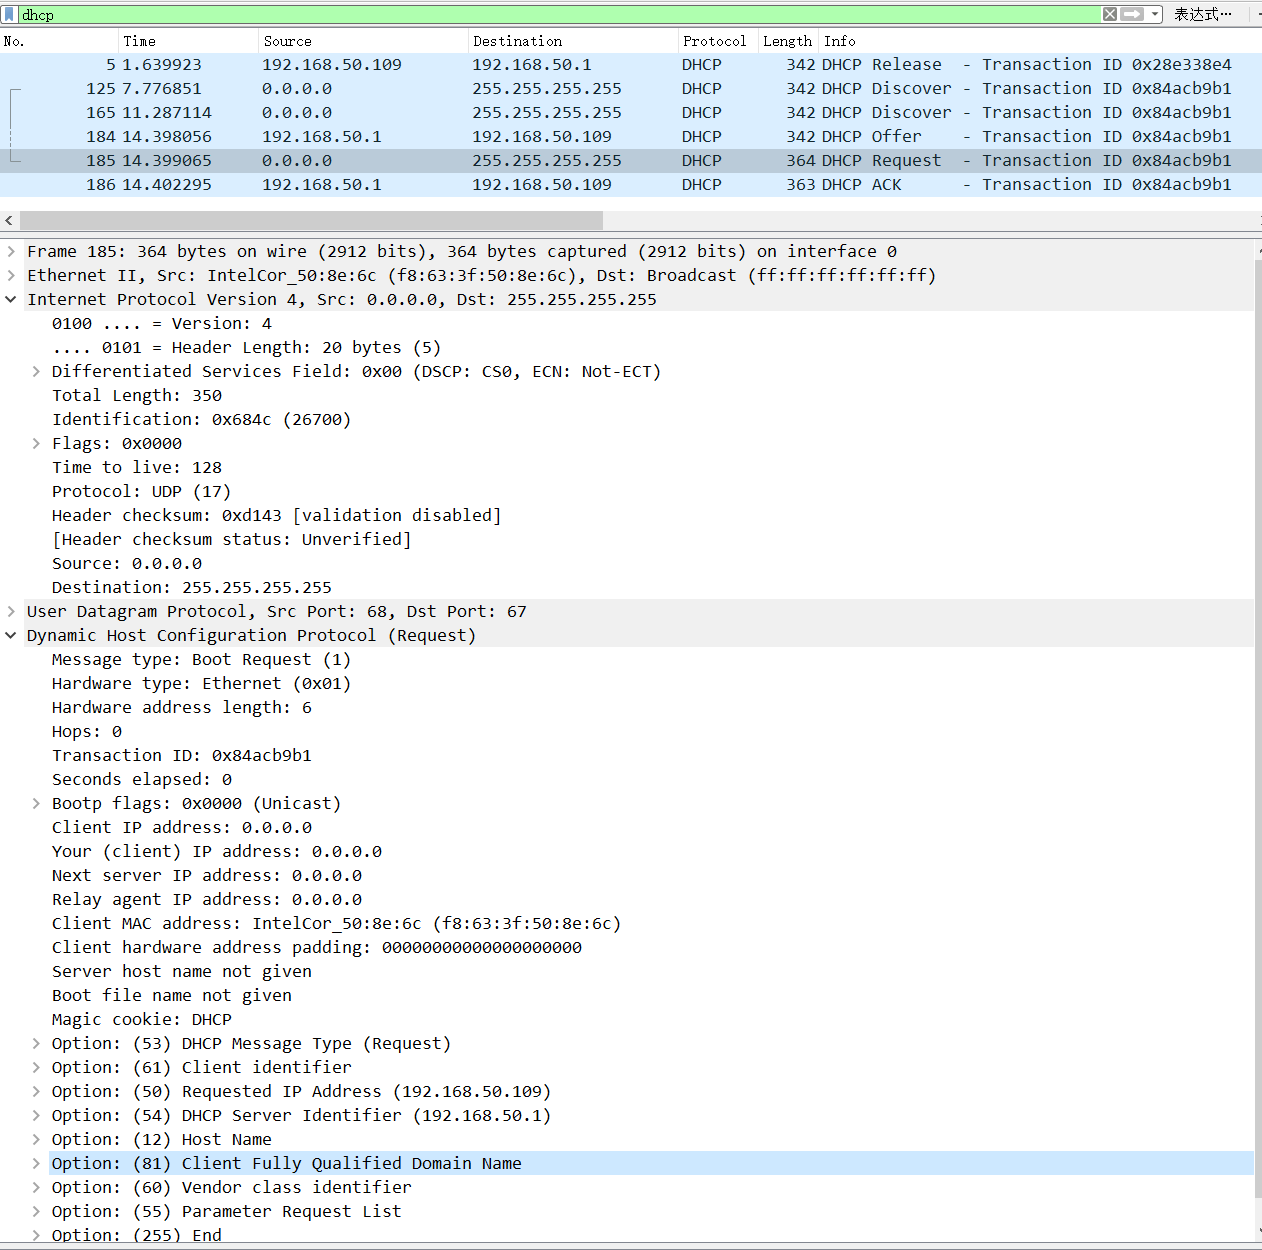 dhcp 表达式…
No. Time Source Destination Protocol Length Info
5 1.639923 192.168.50.109 192.168.50.1 DHCP 342 DHCP Release - Transaction ID 0x28e338e4
125 7.776851 0.0.0.0 255.255.255.255 DHCP 342 DHCP Discover - Transaction ID 0x84acb9b1
165 11.287114 0.0.0.0 255.255.255.255 DHCP 342 DHCP Discover - Transaction ID 0x84acb9b1
184 14.398056 192.168.50.1 192.168.50.109 DHCP 342 DHCP Offer - Transaction ID 0x84acb9b1
185 14.399065 0.0.0.0 255.255.255.255 DHCP 364 DHCP Request - Transaction ID 0x84acb9b1
186 14.402295 192.168.50.1 192.168.50.109 DHCP 363 DHCP ACK - Transaction ID 0x84acb9b1
Frame 185: 364 bytes on wire (2912 bits), 364 bytes captured (2912 bits) on interface 0
Ethernet II, Src: IntelCor_50:8e:6c (f8:63:3f:50:8e:6c), Dst: Broadcast (ff:ff:ff:ff:ff:ff)
Internet Protocol Version 4, Src: 0.0.0.0, Dst: 255.255.255.255
0100 .... = Version: 4
.... 0101 = Header Length: 20 bytes (5)
Differentiated Services Field: 0x00 (DSCP: CS0, ECN: Not-ECT)
Total Length: 350
Identification: 0x684c (26700)
Flags: 0x0000
Time to live: 128
Protocol: UDP (17)
Header checksum: 0xd143 [validation disabled]
[Header checksum status: Unverified]
Source: 0.0.0.0
Destination: 255.255.255.255
User Datagram Protocol, Src Port: 68, Dst Port: 67
Dynamic Host Configuration Protocol (Request)
Message type: Boot Request (1)
Hardware type: Ethernet (0x01)
Hardware address length: 6
Hops: 0
Transaction ID: 0x84acb9b1
Seconds elapsed: 0
Bootp flags: 0x0000 (Unicast)
Client IP address: 0.0.0.0
Your (client) IP address: 0.0.0.0
Next server IP address: 0.0.0.0
Relay agent IP address: 0.0.0.0
Client MAC address: IntelCor_50:8e:6c (f8:63:3f:50:8e:6c)
Client hardware address padding: 00000000000000000000
Server host name not given
Boot file name not given
Magic cookie: DHCP
Option: (53) DHCP Message Type (Request)
Option: (61) Client identifier
Option: (50) Requested IP Address (192.168.50.109)
Option: (54) DHCP Server Identifier (192.168.50.1)
Option: (12) Host Name
Option: (81) Client Fully Qualified Domain Name
Option: (60) Vendor class identifier
Option: (55) Parameter Request List
Option: (255) End